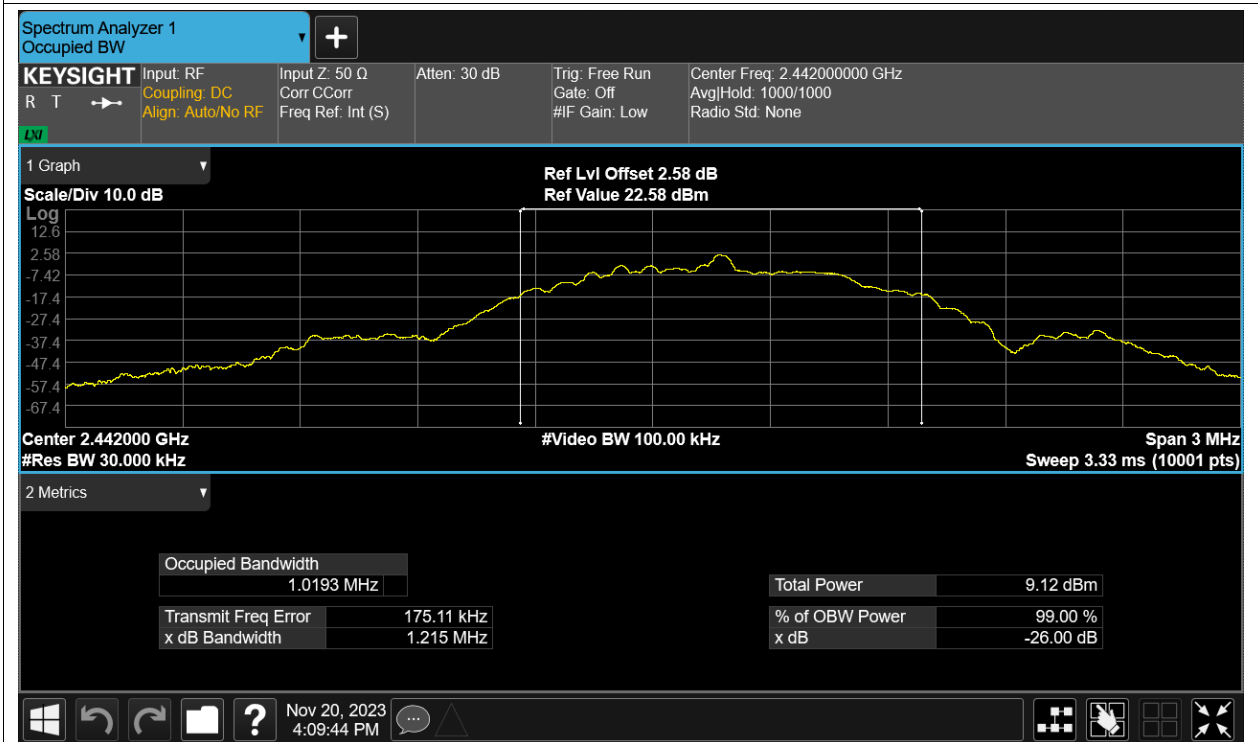 Spectrum Analyzer 1
Occupied BW
KEYSIGHT
R T
LXI
Input: RF
Coupling: DC
Align: Auto/No RF
Input Z: 50 Ω
Corr CCorr
Freq Ref: Int (S)
Atten: 30 dB
Trig: Free Run
Gate: Off
#IF Gain: Low
Center Freq: 2.442000000 GHz
Avg|Hold: 1000/1000
Radio Std: None
1 Graph
Scale/Div 10.0 dB
Ref Lvl Offset 2.58 dB
Ref Value 22.58 dBm
Log
12.6
2.58
-7.42
-17.4
-27.4
-37.4
-47.4
-57.4
-67.4
Center 2.442000 GHz
#Res BW 30.000 kHz
#Video BW 100.00 kHz
Span 3 MHz
Sweep 3.33 ms (10001 pts)
2 Metrics
Occupied Bandwidth
1.0193 MHz
Transmit Freq Error 175.11 kHz
x dB Bandwidth 1.215 MHz
Total Power 9.12 dBm
% of OBW Power 99.00 %
x dB -26.00 dB
?
Nov 20, 2023
4:09:44 PM